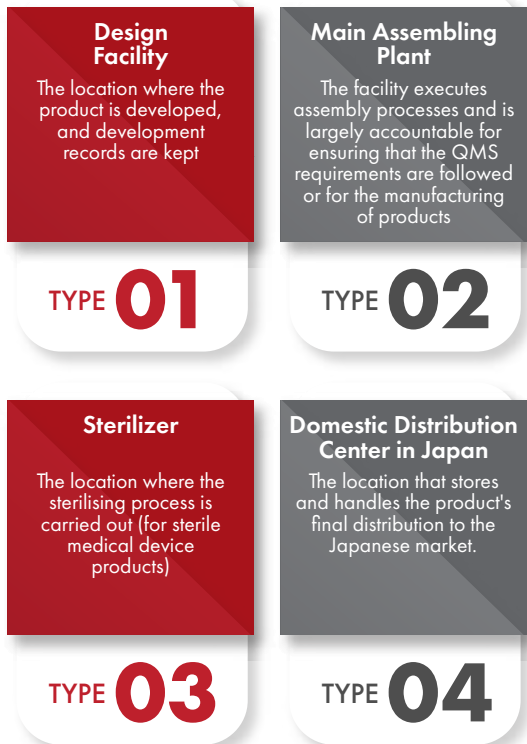 Design
Facility
The location where the
product is developed,
and development
records are kept
TYPE 01
Main Assembling
Plant
The facility executes
assembly processes and is
largely accountable for
ensuring that the QMS
requirements are followed
or for the manufacturing
of products
TYPE 02
Sterilizer
The location where the
sterilising process is
carried out (for sterile
medical device
products)
TYPE 03
Domestic Distribution
Center in Japan
The location that stores
and handles the product's
final distribution to the
Japanese market.
TYPE 04